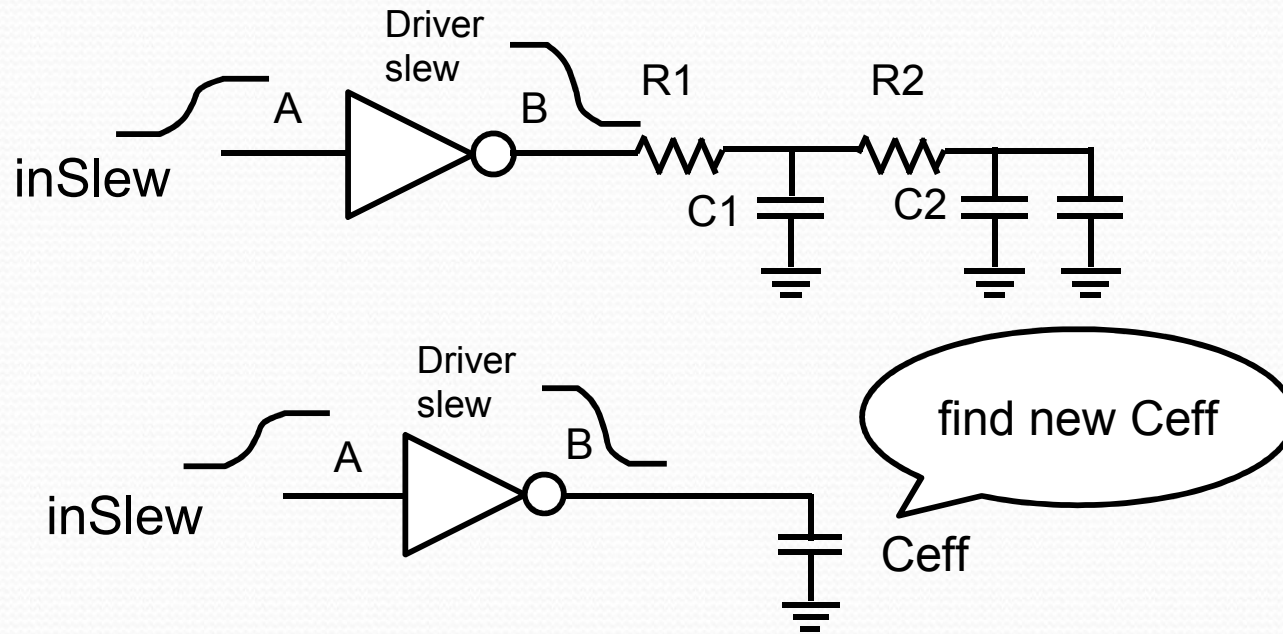 Driver
slew
R1
R2
A
B
inSlew
C1
C2
Driver
slew
find new Ceff
A
B
inSlew
Ceff